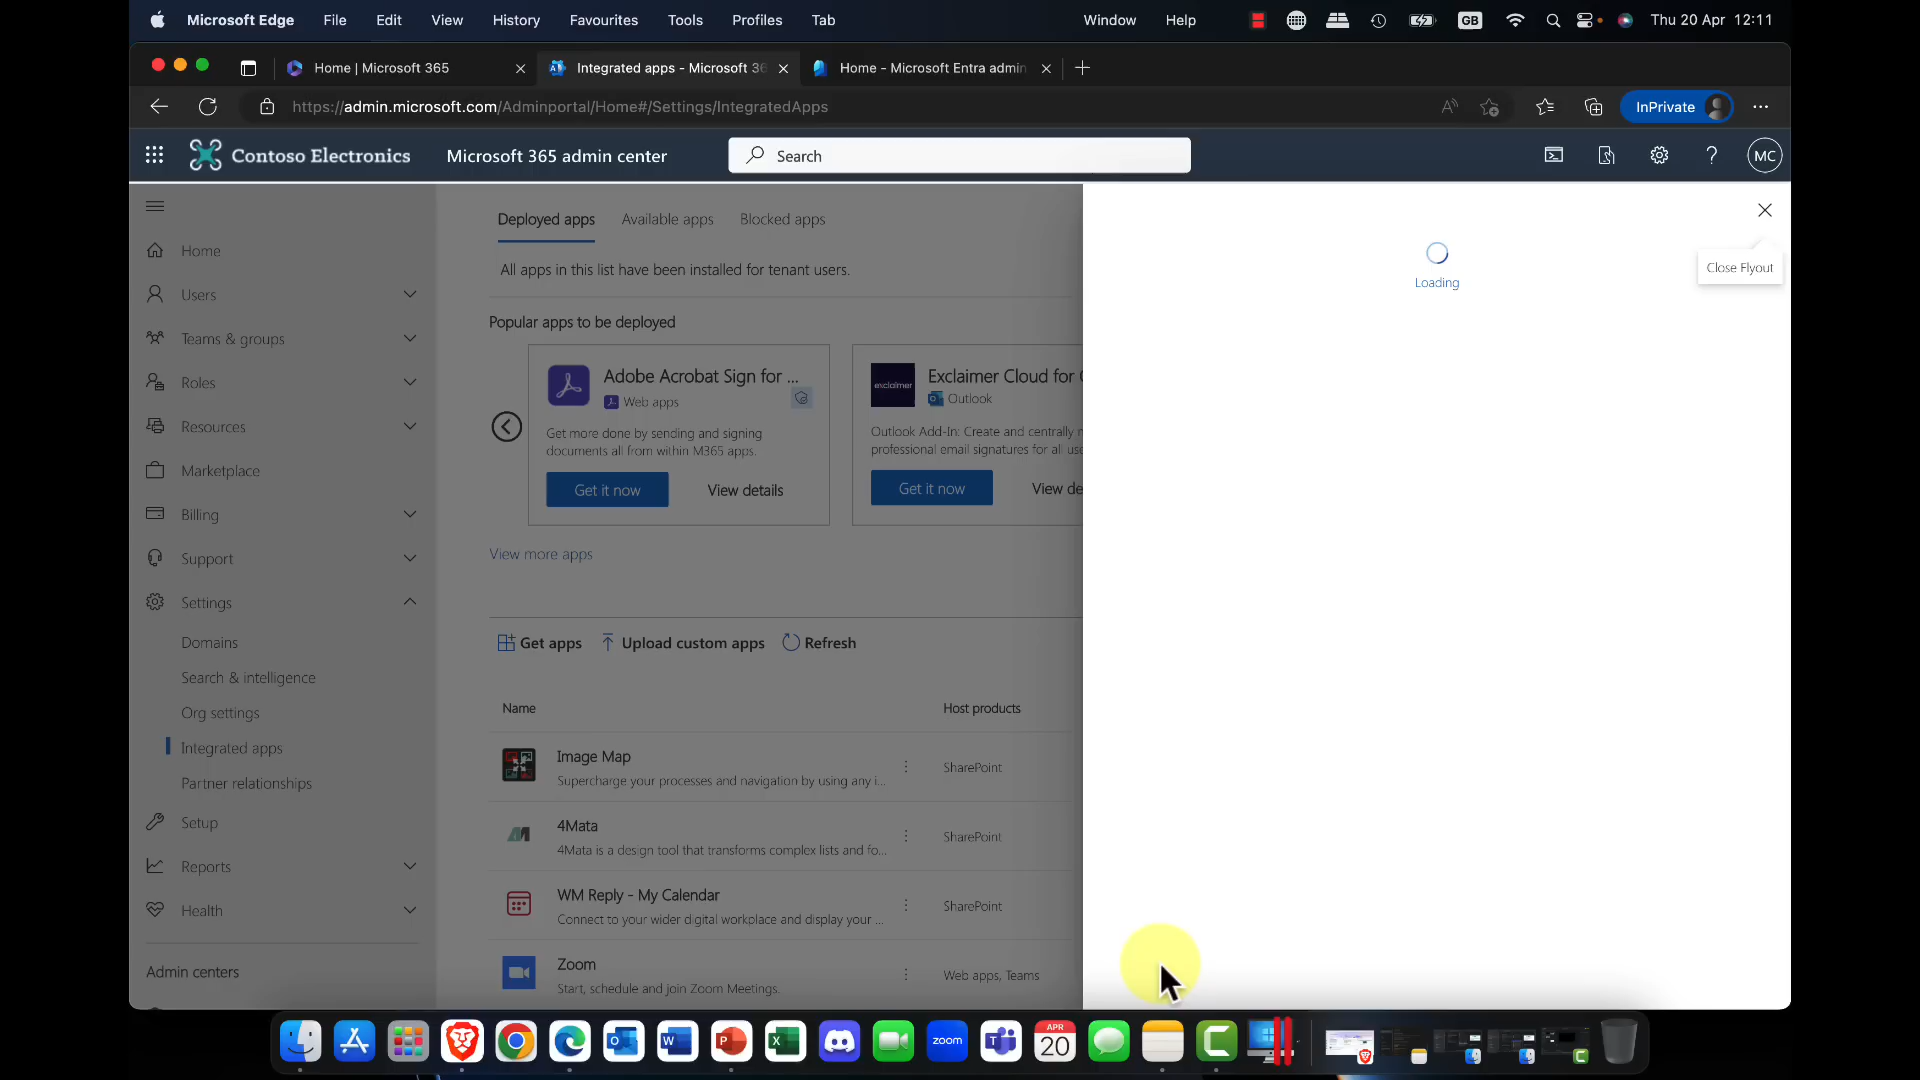 Microsoft Edge File Edit View History Favourites Tools Profiles Tab Window Help GB Thu 20 Apr 12:11
Home | Microsoft 365
Integrated apps - Microsoft 36
Home - Microsoft Entra admin
https://admin.microsoft.com/Adminportal/Home#/Settings/IntegratedApps
InPrivate
Contoso Electronics
Microsoft 365 admin center
Search
MC
Home
Users
Teams & groups
Roles
Resources
Marketplace
Billing
Support
Settings
Domains
Search & intelligence
Org settings
Integrated apps
Partner relationships
Setup
Reports
Health
Admin centers
Deployed apps Available apps Blocked apps
All apps in this list have been installed for tenant users.
Popular apps to be deployed
Adobe Acrobat Sign for ...
Web apps
Get more done by sending and signing
documents all from within M365 apps.
Get it now View details
exclaimer
Exclaimer Cloud for
Outlook
Outlook Add-In: Create and centrally
professional email signatures for all use
Get it now View de
View more apps
Get apps Upload custom apps Refresh
Name Host products
Image Map
Supercharge your processes and navigation by using any i...
SharePoint
4Mata
4Mata is a design tool that transforms complex lists and fo...
SharePoint
WM Reply - My Calendar
Connect to your wider digital workplace and display your ...
SharePoint
Zoom
Start, schedule and join Zoom Meetings.
Web apps, Teams
Loading
Close Flyout
zoom
APR
20